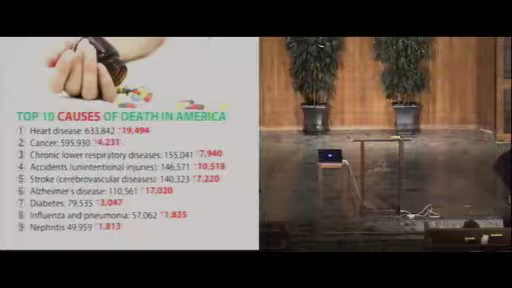 TOP 10 CAUSES OF DEATH IN AMERICA
1 Heart disease: 633,842 ↑19,494
2 Cancer: 595,930 ↑4,231
3 Chronic lower respiratory diseases: 155,041 ↑7,940
4 Accidents (unintentional injuries): 146,571 ↑10,518
5 Stroke (cerebrovascular diseases): 140,323 ↑7,220
6 Alzheimer's disease: 110,561 ↑17,020
7 Diabetes: 79,535 ↑3,047
8 Influenza and pneumonia: 57,062 ↑1,835
9 Nephritis 49,959 ↑1,813